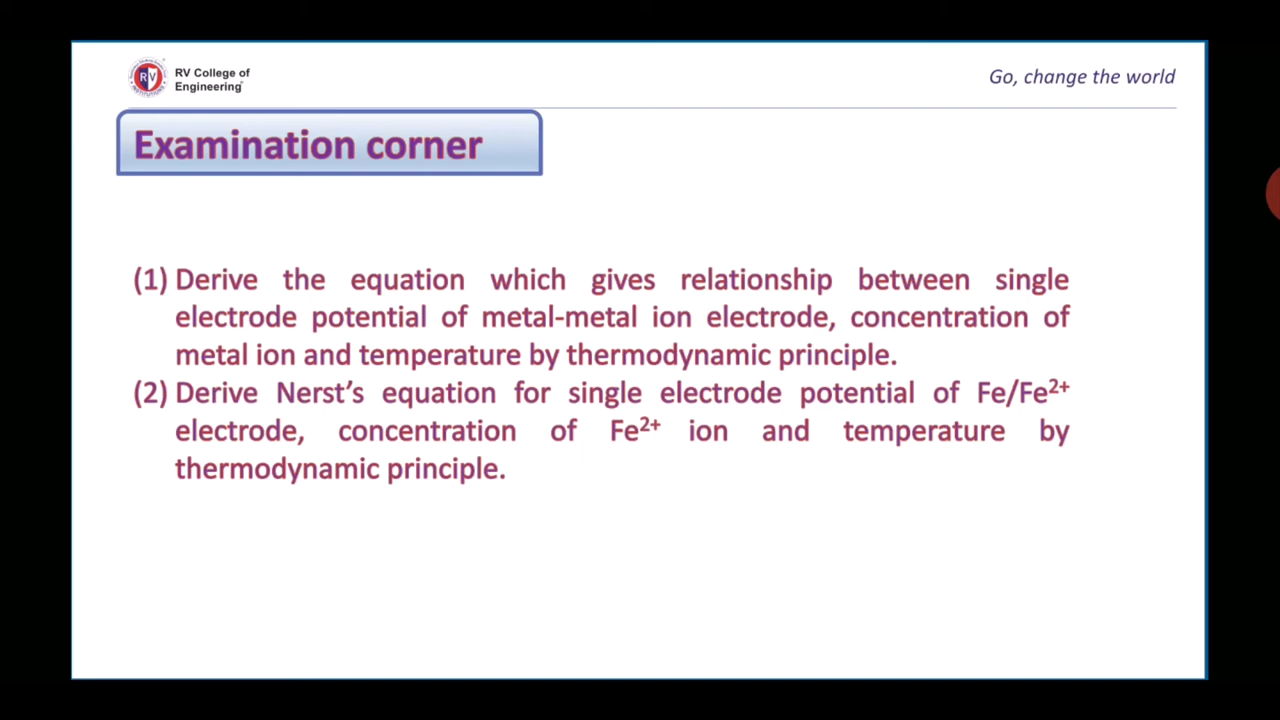 RV College of
Engineering
Go, change the world
Examination corner
(1) Derive the equation which gives relationship between single
electrode potential of metal-metal ion electrode, concentration of
metal ion and temperature by thermodynamic principle.
(2) Derive Nerst's equation for single electrode potential of Fe/Fe²⁺
electrode, concentration of Fe²⁺ ion and temperature by
thermodynamic principle.